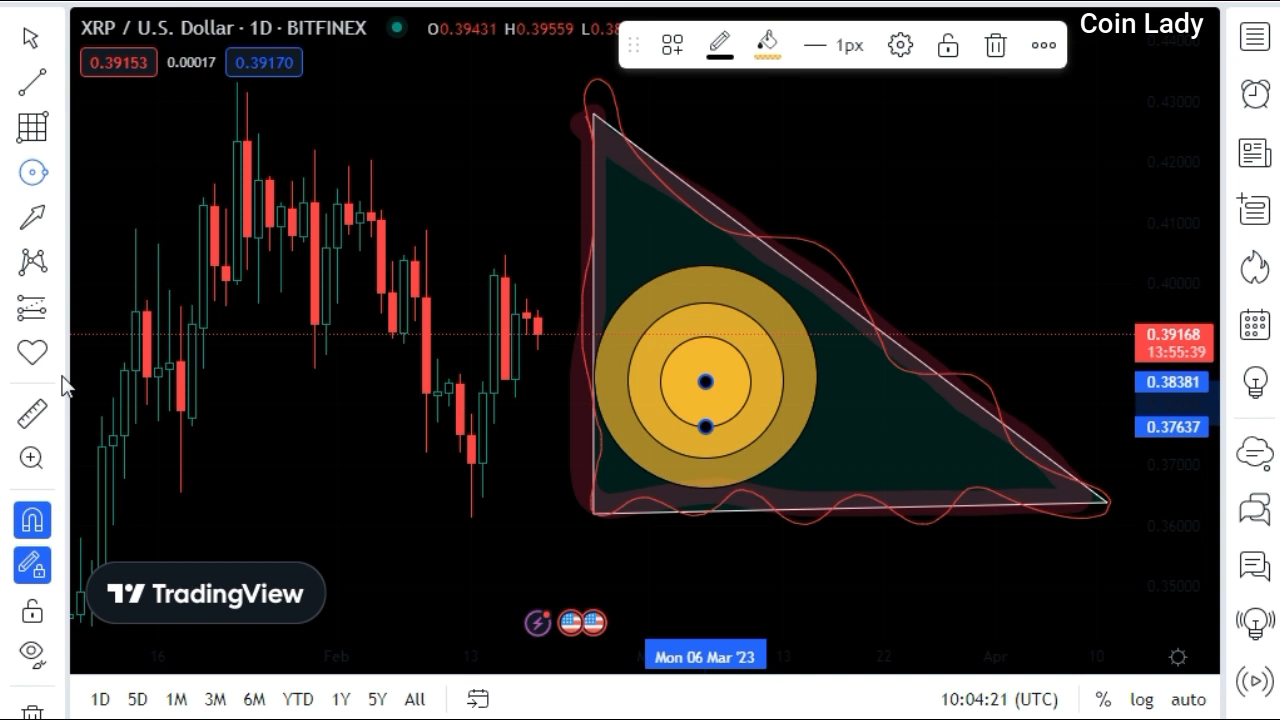 XRP / U.S. Dollar · 1D · BITFINEX
O0.39431 H0.39559 L0.38
1px
Coin Lady
0.39153 0.00017 0.39170
0.43000
0.42000
0.41000
0.40000
0.39168
13:55:39
0.38381
0.37637
0.37000
0.36000
0.35000
TradingView
16 Feb 13 Mon 06 Mar '23 13 22 Apr 10
1D 5D 1M 3M 6M YTD 1Y 5Y All 10:04:21 (UTC) % log auto